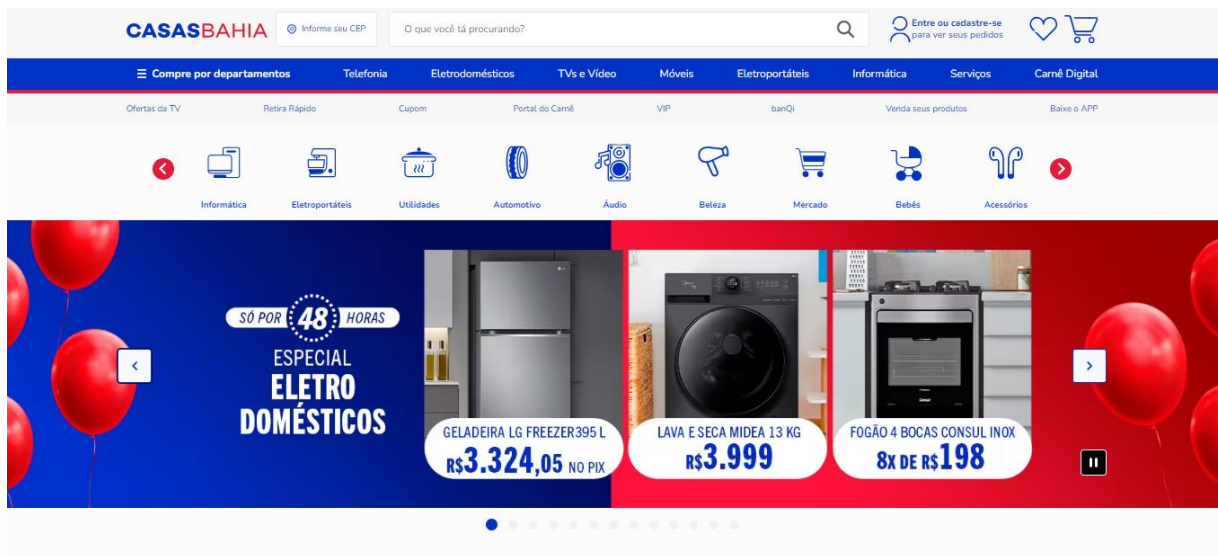 CASASBAHIA
Informe seu CEP
O que você tá procurando?
Entre ou cadastre-se
para ver seus pedidos
Compre por departamentos
Telefonia
Eletrodomésticos
TVs e Vídeo
Móveis
Eletroportáteis
Informática
Serviços
Carnê Digital
Ofertas da TV
Retira Rápido
Cupom
Portal do Carnê
VIP
banQi
Venda seus produtos
Baixe o APP
Informática
Eletroportáteis
Utilidades
Automotivo
Áudio
Beleza
Mercado
Bebês
Acessórios
SÓ POR 48 HORAS
ESPECIAL
ELETRO
DOMÉSTICOS
GELADEIRA LG FREEZER395 L
R$3.324,05 NO PIX
LAVA E SECA MIDEA 13 KG
R$3.999
FOGÃO 4 BOCAS CONSUL INOX
8X DE R$198